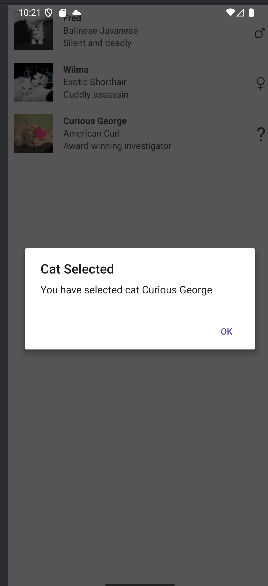 10:21
Fred
Balinese Javanese
Silent and deadly
Wilma
Exotic Shorthair
Cuddly assassin
Curious George
American Curl
Award winning investigator
?
Cat Selected
You have selected cat Curious George
OK